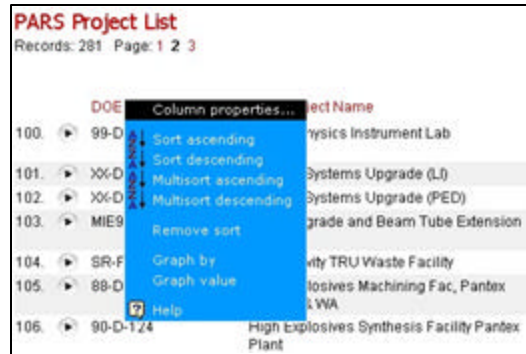 PARS Project List
Records: 281 Page: 1 2 3
DOE ject Name
Column properties...
Sort ascending
Sort descending
Multisort ascending
Multisort descending
Remove sort
Graph by
Graph value
Help
100. 99-D ysics Instrument Lab
101. XX-D Systems Upgrade (LI)
102. XX-D Systems Upgrade (PED)
103. MIE9 grade and Beam Tube Extension
104. SR-F vity TRU Waste Facility
105. 88-D losives Machining Fac, Pantex
WA
106. 90-D-124 High Explosives Synthesis Facility Pantex
Plant